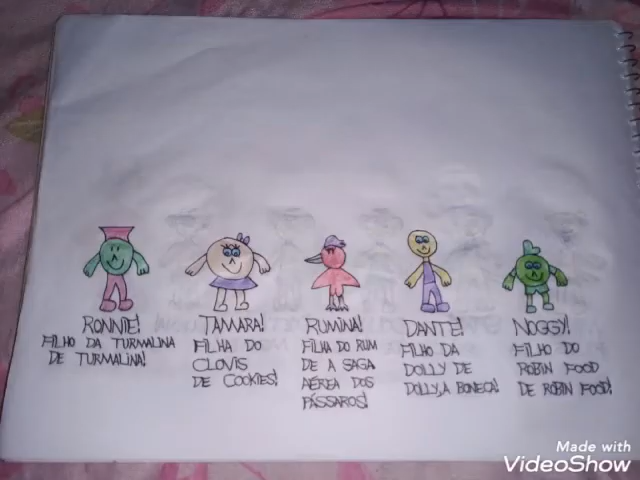 RONNIE!
FILHO DA TURMALINA
DE TURMALINA!
TAMARA!
FILHA DO
CLOVIS
DE COOKIES!
RUMINA!
FILHA DO RUM
DE A SAGA
AÉREA DOS
PÁSSAROS!
DANTE!
FILHO DA
DOLLY DE
DOLLY, A BONECA!
NOGGY!
FILHO DO
ROBIN FOOD
DE ROBIN FOOD!
Made with
VideoShow